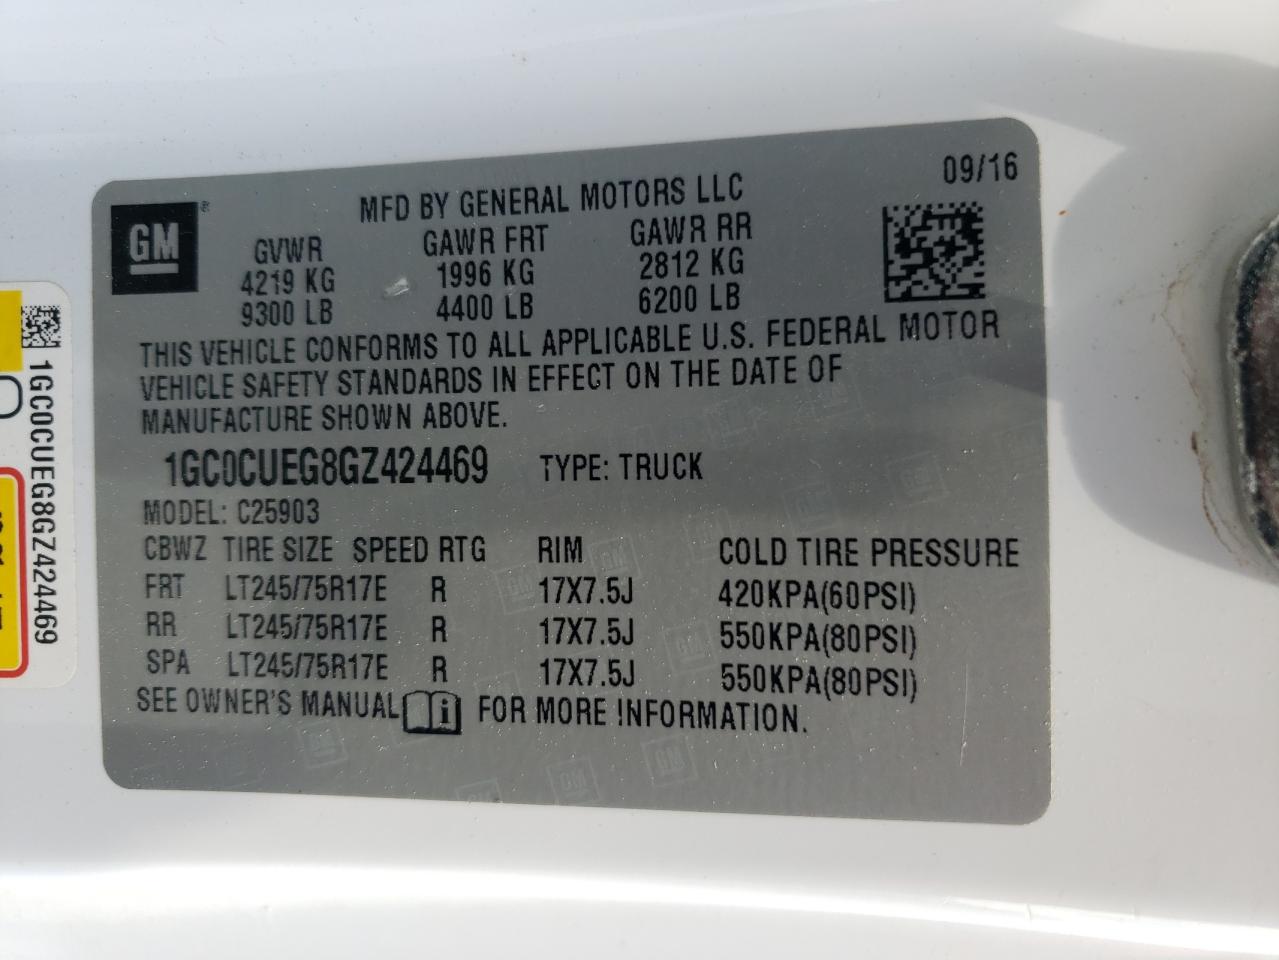 09/16
GM®
MFD BY GENERAL MOTORS LLC
GVWR GAWR FRT GAWR RR
4219 KG 1996 KG 2812 KG
9300 LB 4400 LB 6200 LB
THIS VEHICLE CONFORMS TO ALL APPLICABLE U.S. FEDERAL MOTOR
VEHICLE SAFETY STANDARDS IN EFFECT ON THE DATE OF
MANUFACTURE SHOWN ABOVE.
1GC0CUEG8GZ424469 TYPE: TRUCK
MODEL: C25903
CBWZ TIRE SIZE SPEED RTG RIM COLD TIRE PRESSURE
FRT LT245/75R17E R 17X7.5J 420KPA(60PSI)
RR LT245/75R17E R 17X7.5J 550KPA(80PSI)
SPA LT245/75R17E R 17X7.5J 550KPA(80PSI)
SEE OWNER'S MANUAL i FOR MORE INFORMATION.
1GC0CUEG8GZ424469